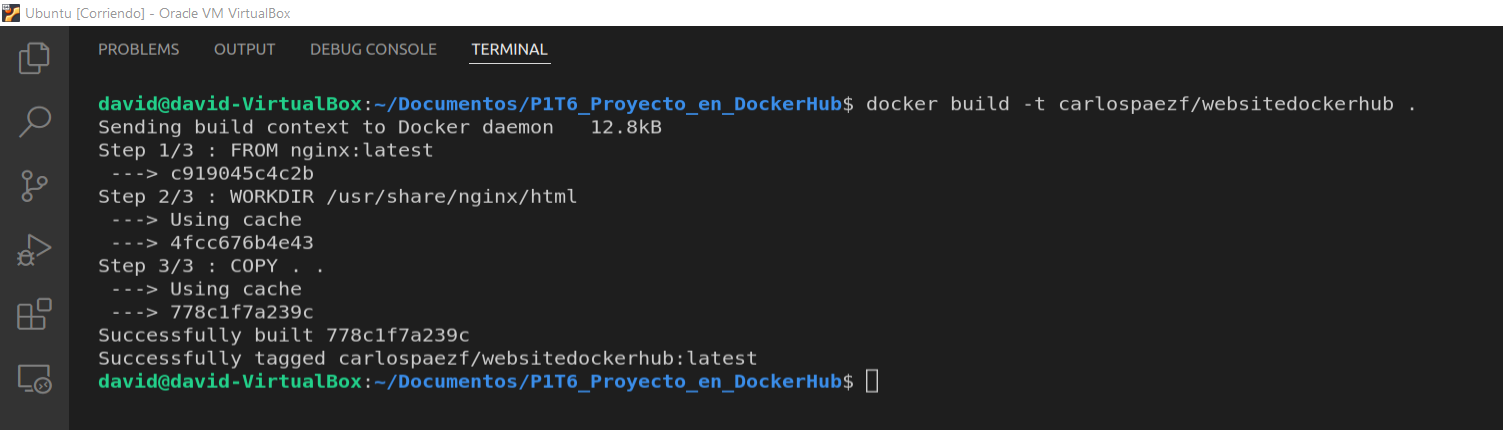 Ubuntu [Corriendo] - Oracle VM VirtualBox
PROBLEMS OUTPUT DEBUG CONSOLE TERMINAL
david@david-VirtualBox:~/Documentos/P1T6_Proyecto_en_DockerHub$ docker build -t carlospaezf/websitedockerhub .
Sending build context to Docker daemon   12.8kB
Step 1/3 : FROM nginx:latest
 ---> c919045c4c2b
Step 2/3 : WORKDIR /usr/share/nginx/html
 ---> Using cache
 ---> 4fcc676b4e43
Step 3/3 : COPY . .
 ---> Using cache
 ---> 778c1f7a239c
Successfully built 778c1f7a239c
Successfully tagged carlospaezf/websitedockerhub:latest
david@david-VirtualBox:~/Documentos/P1T6_Proyecto_en_DockerHub$